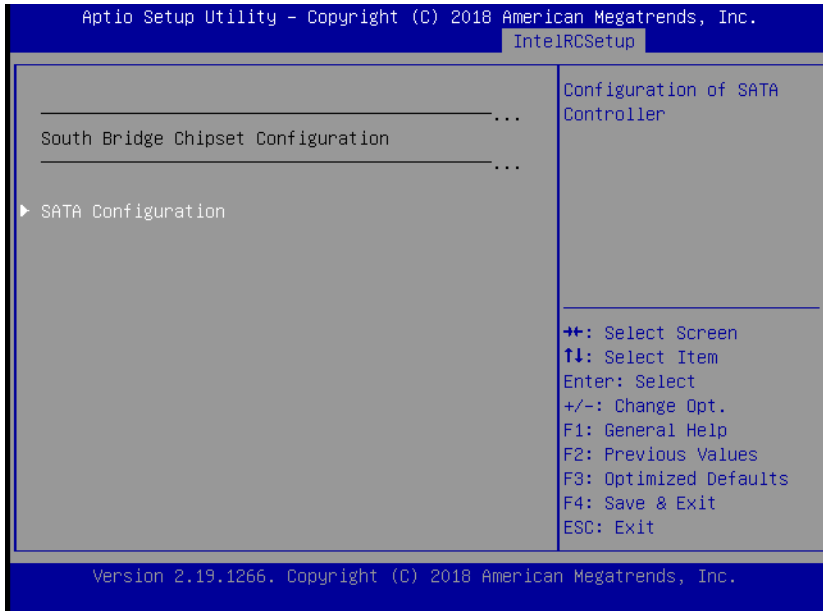 Aptio Setup Utility – Copyright (C) 2018 American Megatrends, Inc.
IntelRCSetup
...
South Bridge Chipset Configuration
...
▶ SATA Configuration
Configuration of SATA
Controller
→←: Select Screen
↑↓: Select Item
Enter: Select
+/-: Change Opt.
F1: General Help
F2: Previous Values
F3: Optimized Defaults
F4: Save & Exit
ESC: Exit
Version 2.19.1266. Copyright (C) 2018 American Megatrends, Inc.